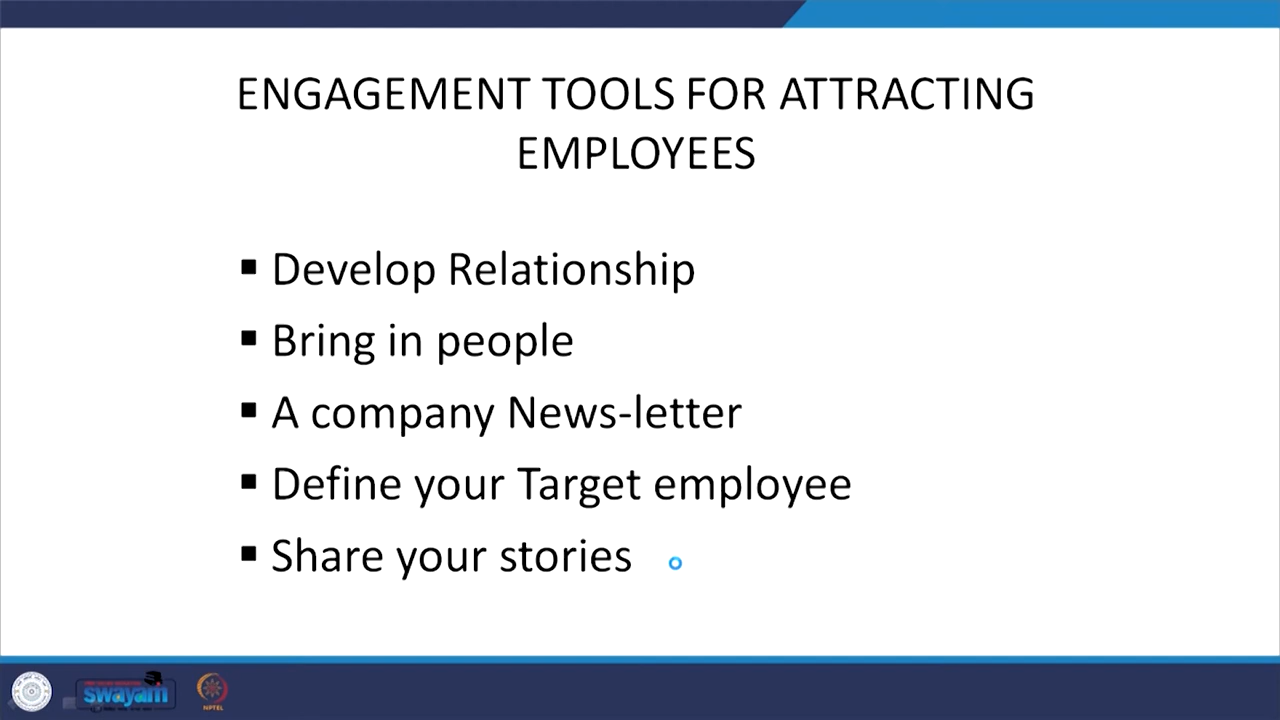 ENGAGEMENT TOOLS FOR ATTRACTING
EMPLOYEES
▪ Develop Relationship
▪ Bring in people
▪ A company News-letter
▪ Define your Target employee
▪ Share your stories
swayam
NPTEL